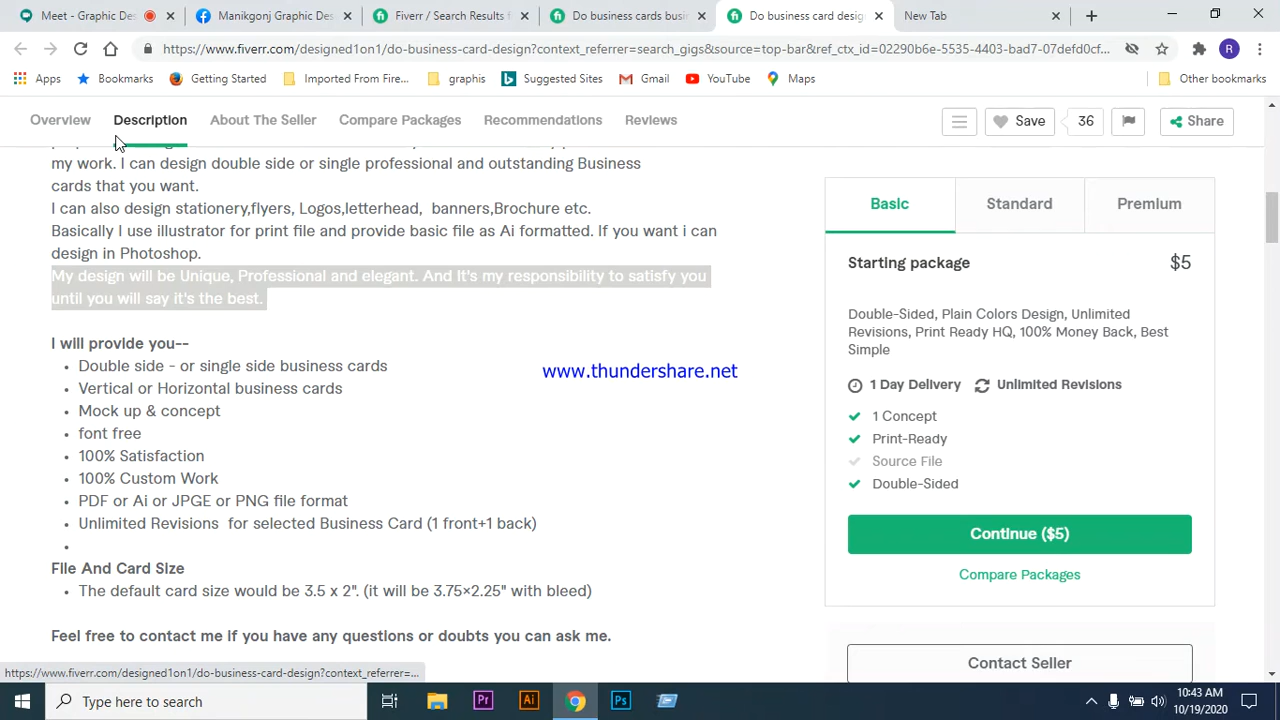 Meet - Manikgonj Graphic Des
Manikgonj Graphic Des
Fiverr / Search Results f
Do business cards busi
Do business card desig
New Tab
https://www.fiverr.com/designed1on1/do-business-card-design?context_referrer=search_gigs&source=top-bar&ref_ctx_id=02290b6e-5535-4403-bad7-07defd0cf...
R
Apps
Bookmarks
Getting Started
Imported From Fire...
graphis
Suggested Sites
Gmail
YouTube
Maps
Other bookmarks
Overview
Description
About The Seller
Compare Packages
Recommendations
Reviews
Save
36
Share
my work. I can design double side or single professional and outstanding Business
cards that you want.
I can also design stationery,flyers, Logos,letterhead, banners,Brochure etc.
Basically I use illustrator for print file and provide basic file as Ai formatted. If you want i can
design in Photoshop.
My design will be Unique, Professional and elegant. And It's my responsibility to satisfy you
until you will say it's the best.
I will provide you--
• Double side - or single side business cards
• Vertical or Horizontal business cards
• Mock up & concept
• font free
• 100% Satisfaction
• 100% Custom Work
• PDF or Ai or JPGE or PNG file format
• Unlimited Revisions for selected Business Card (1 front+1 back)
•
File And Card Size
• The default card size would be 3.5 x 2". (it will be 3.75×2.25" with bleed)
Feel free to contact me if you have any questions or doubts you can ask me.
www.thundershare.net
Basic
Standard
Premium
Starting package
$5
Double-Sided, Plain Colors Design, Unlimited
Revisions, Print Ready HQ, 100% Money Back, Best
Simple
1 Day Delivery
Unlimited Revisions
1 Concept
Print-Ready
Source File
Double-Sided
Continue ($5)
Compare Packages
Contact Seller
https://www.fiverr.com/designed1on1/do-business-card-design?context_referrer=...
Type here to search
Pr
Ai
Ps
10:43 AM
10/19/2020